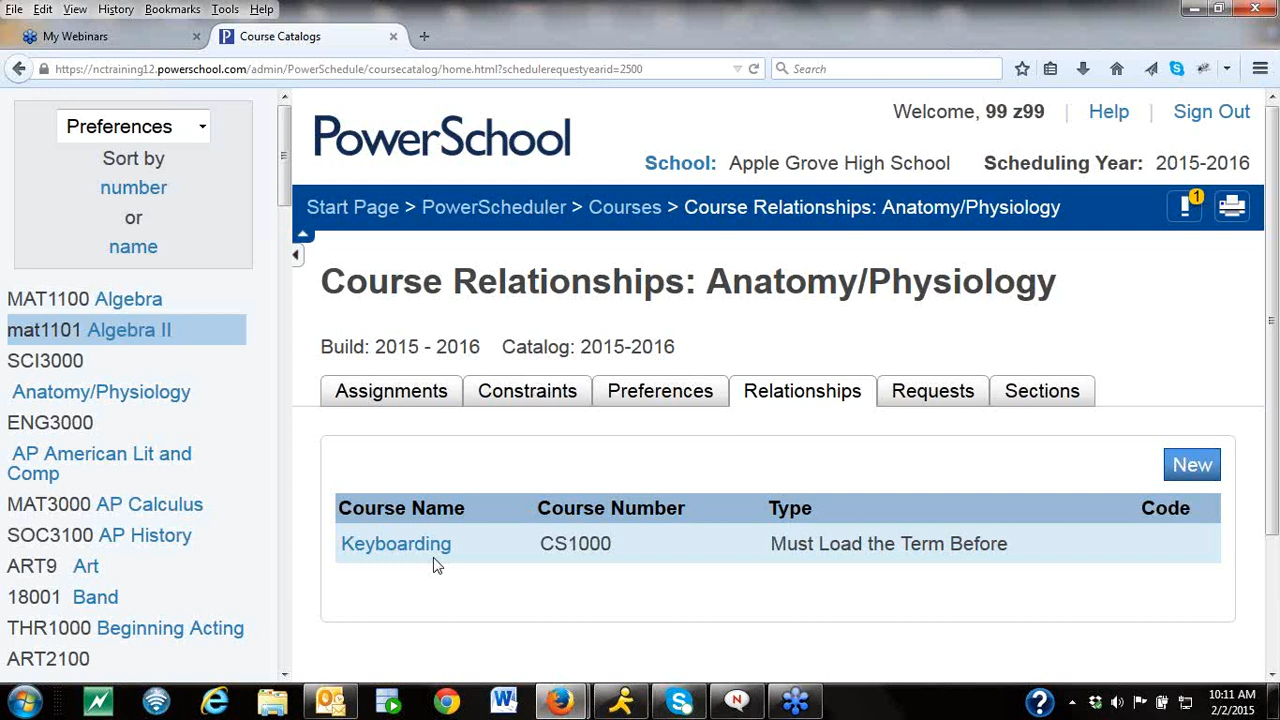 File Edit View History Bookmarks Tools Help
My Webinars × P Course Catalogs × +
https://nctraining12.powerschool.com/admin/PowerSchedule/coursecatalog/home.html?schedulerequestyearid=2500
Search
Preferences
Sort by
number
or
name
MAT1100 Algebra
mat1101 Algebra II
SCI3000
Anatomy/Physiology
ENG3000
AP American Lit and
Comp
MAT3000 AP Calculus
SOC3100 AP History
ART9 Art
18001 Band
THR1000 Beginning Acting
ART2100
PowerSchool
Welcome, 99 z99 | Help | Sign Out
School: Apple Grove High School Scheduling Year: 2015-2016
Start Page > PowerScheduler > Courses > Course Relationships: Anatomy/Physiology
1
Course Relationships: Anatomy/Physiology
Build: 2015 - 2016 Catalog: 2015-2016
Assignments Constraints Preferences Relationships Requests Sections
New
Course Name Course Number Type Code
Keyboarding CS1000 Must Load the Term Before
10:11 AM
2/2/2015